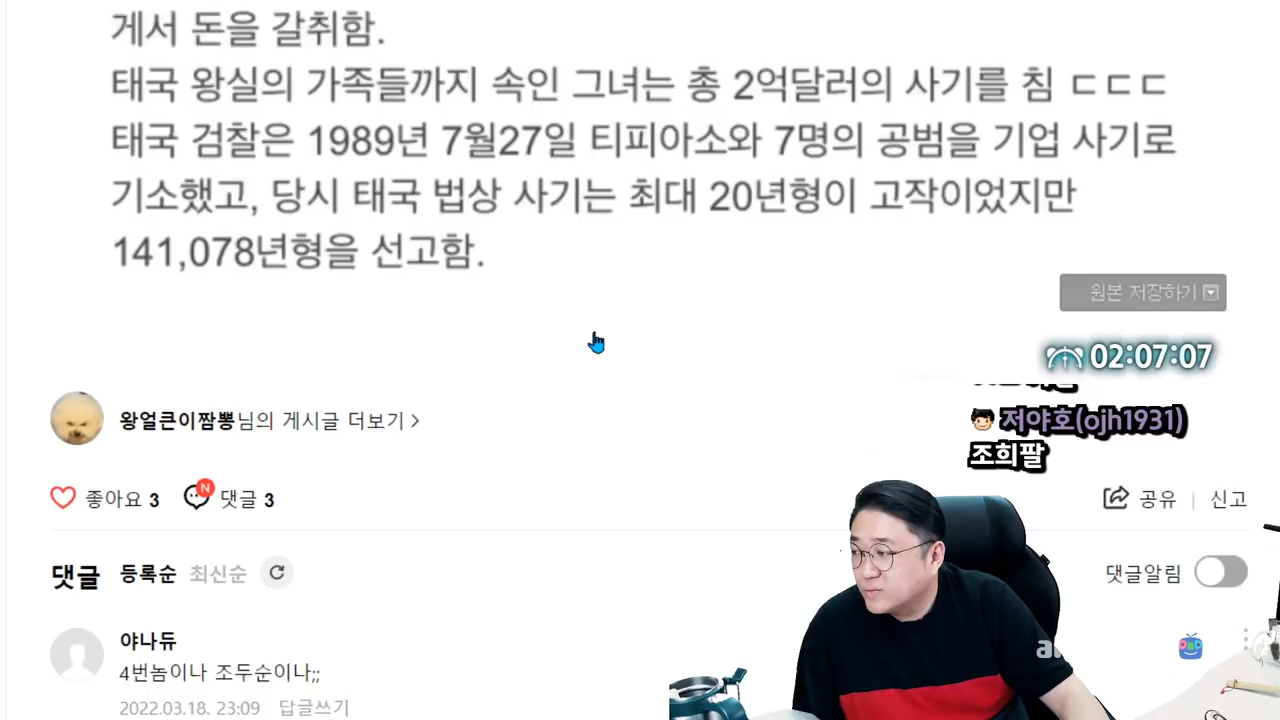 게서 돈을 갈취함.
태국 왕실의 가족들까지 속인 그녀는 총 2억달러의 사기를 침 ㄷㄷㄷ
태국 검찰은 1989년 7월27일 티피아소와 7명의 공범을 기업 사기로
기소했고, 당시 태국 법상 사기는 최대 20년형이 고작이었지만
141,078년형을 선고함.
원본 저장하기
02:07:07
왕얼큰이짬뽕님의 게시글 더보기 >
저야호(ojh1931)
조희팔
좋아요 3 N 댓글 3
공유 | 신고
댓글 등록순 최신순
댓글알림
야나듀
4번놈이나 조두순이나;;
2022.03.18. 23:09 답글쓰기